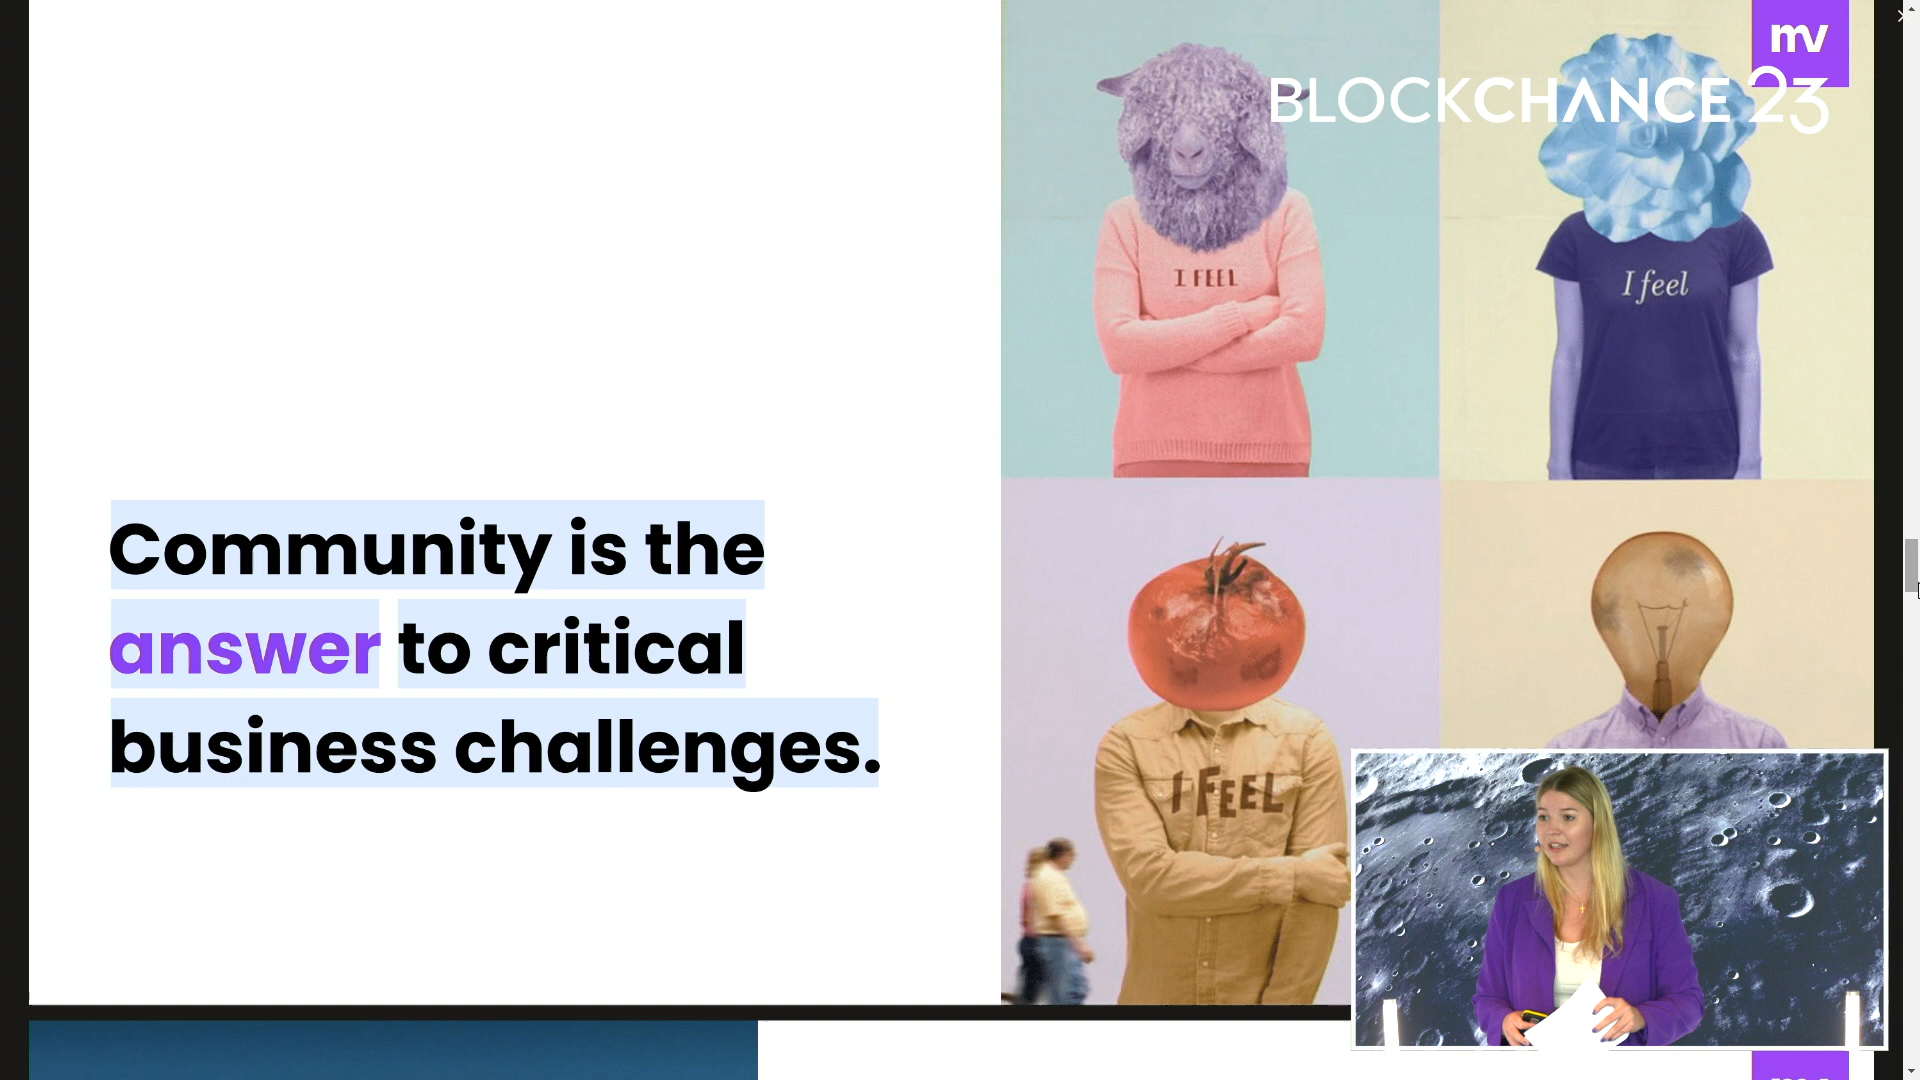 mv
BLOCKCHANCE 23
I FEEL
I feel
Community is the
answer to critical
business challenges.
I FEEL